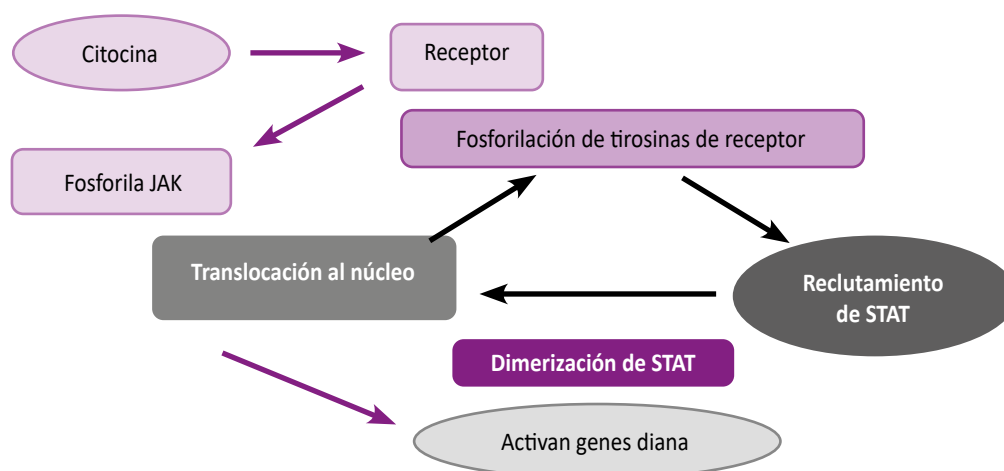 Citocina
Receptor
Fosforilación de tirosinas de receptor
Fosforila JAK
Translocación al núcleo
Reclutamiento
de STAT
Dimerización de STAT
Activan genes diana